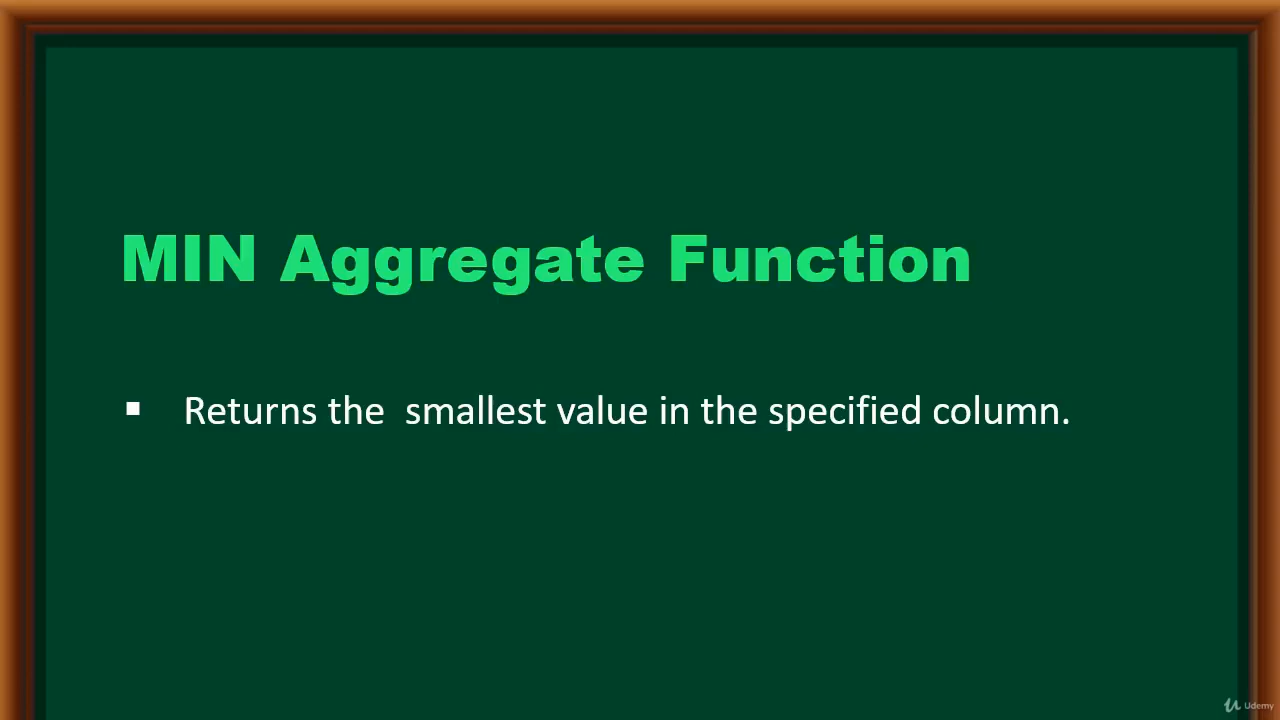 MIN Aggregate Function
▪ Returns the  smallest value in the specified column.
Udemy